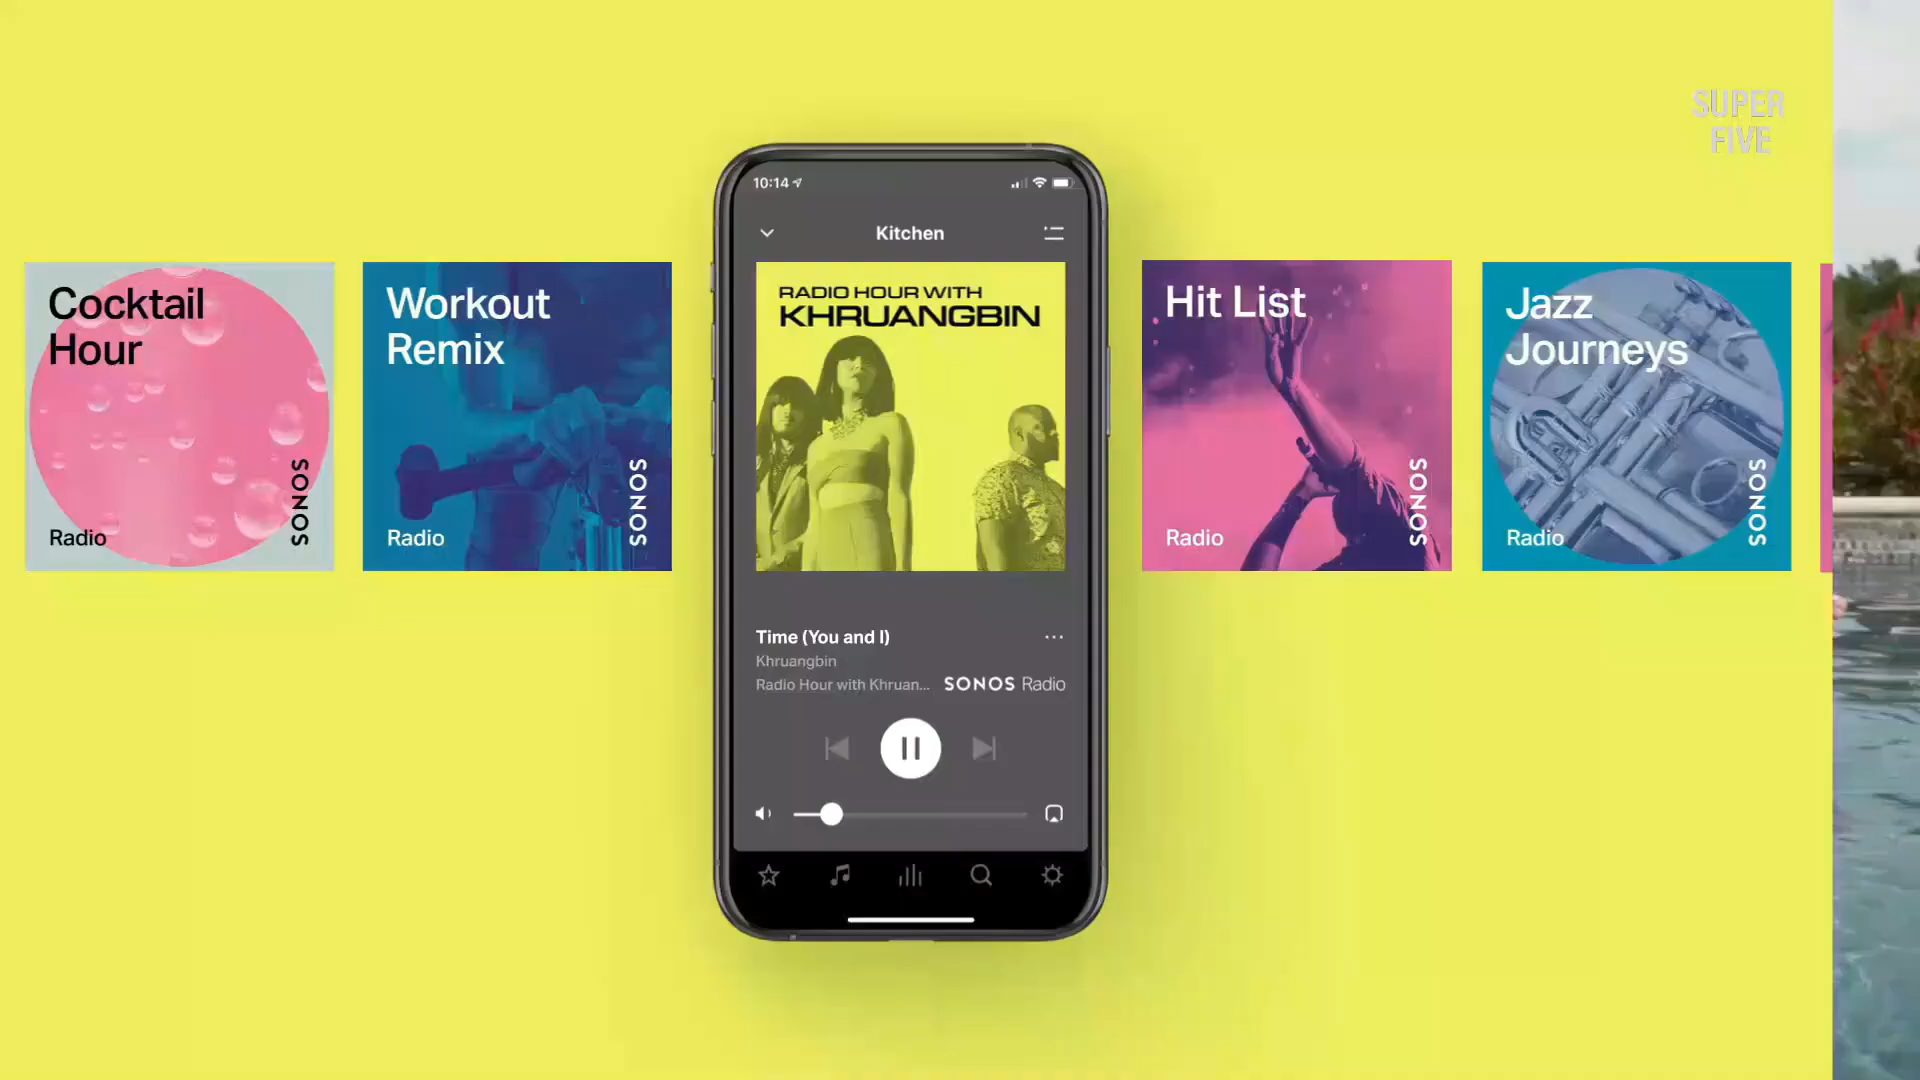 SUPER
FIVE
Cocktail
Hour
Radio
SONOS
Workout
Remix
Radio
SONOS
10:14
Kitchen
RADIO HOUR WITH
KHRUANGBIN
Time (You and I)
Khruangbin
Radio Hour with Khruan...
SONOS Radio
Hit List
Radio
SONOS
Jazz
Journeys
Radio
SONOS